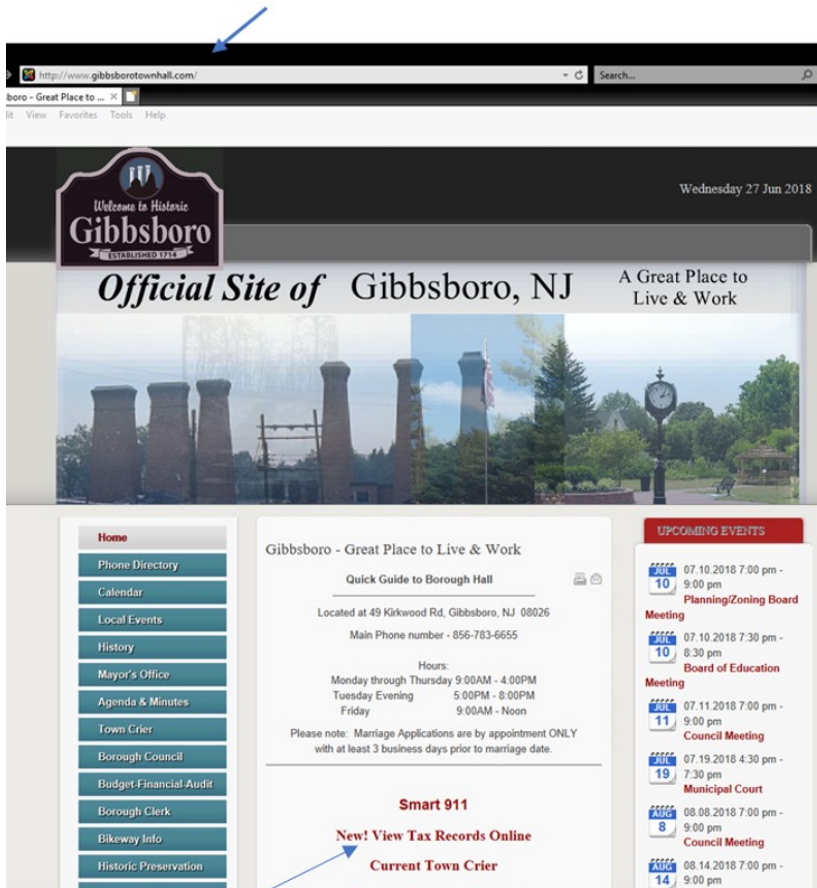 http://www.gibbsborotownhall.com/
Search...
sboro - Great Place to ...
dit View Favorites Tools Help
Wednesday 27 Jun 2018
Welcome to Historic
Gibbsboro
ESTABLISHED 1714
Official Site of Gibbsboro, NJ
A Great Place to
Live & Work
Home
Phone Directory
Calendar
Local Events
History
Mayor's Office
Agenda & Minutes
Town Crier
Borough Council
Budget-Financial-Audit
Borough Clerk
Bikeway Info
Historic Preservation
Gibbsboro - Great Place to Live & Work
Quick Guide to Borough Hall
Located at 49 Kirkwood Rd, Gibbsboro, NJ 08026
Main Phone number - 856-783-6655
Hours:
Monday through Thursday 9:00AM - 4:00PM
Tuesday Evening 5:00PM - 8:00PM
Friday 9:00AM - Noon
Please note: Marriage Applications are by appointment ONLY
with at least 3 business days prior to marriage date.
Smart 911
New! View Tax Records Online
Current Town Crier
UPCOMING EVENTS
JUL
10
07.10.2018 7:00 pm -
9:00 pm
Planning/Zoning Board
Meeting
JUL
10
07.10.2018 7:30 pm -
8:30 pm
Board of Education
Meeting
JUL
11
07.11.2018 7:00 pm -
9:00 pm
Council Meeting
JUL
19
07.19.2018 4:30 pm -
7:30 pm
Municipal Court
AUG
8
08.08.2018 7:00 pm -
9:00 pm
Council Meeting
AUG
14
08.14.2018 7:00 pm -
9:00 pm